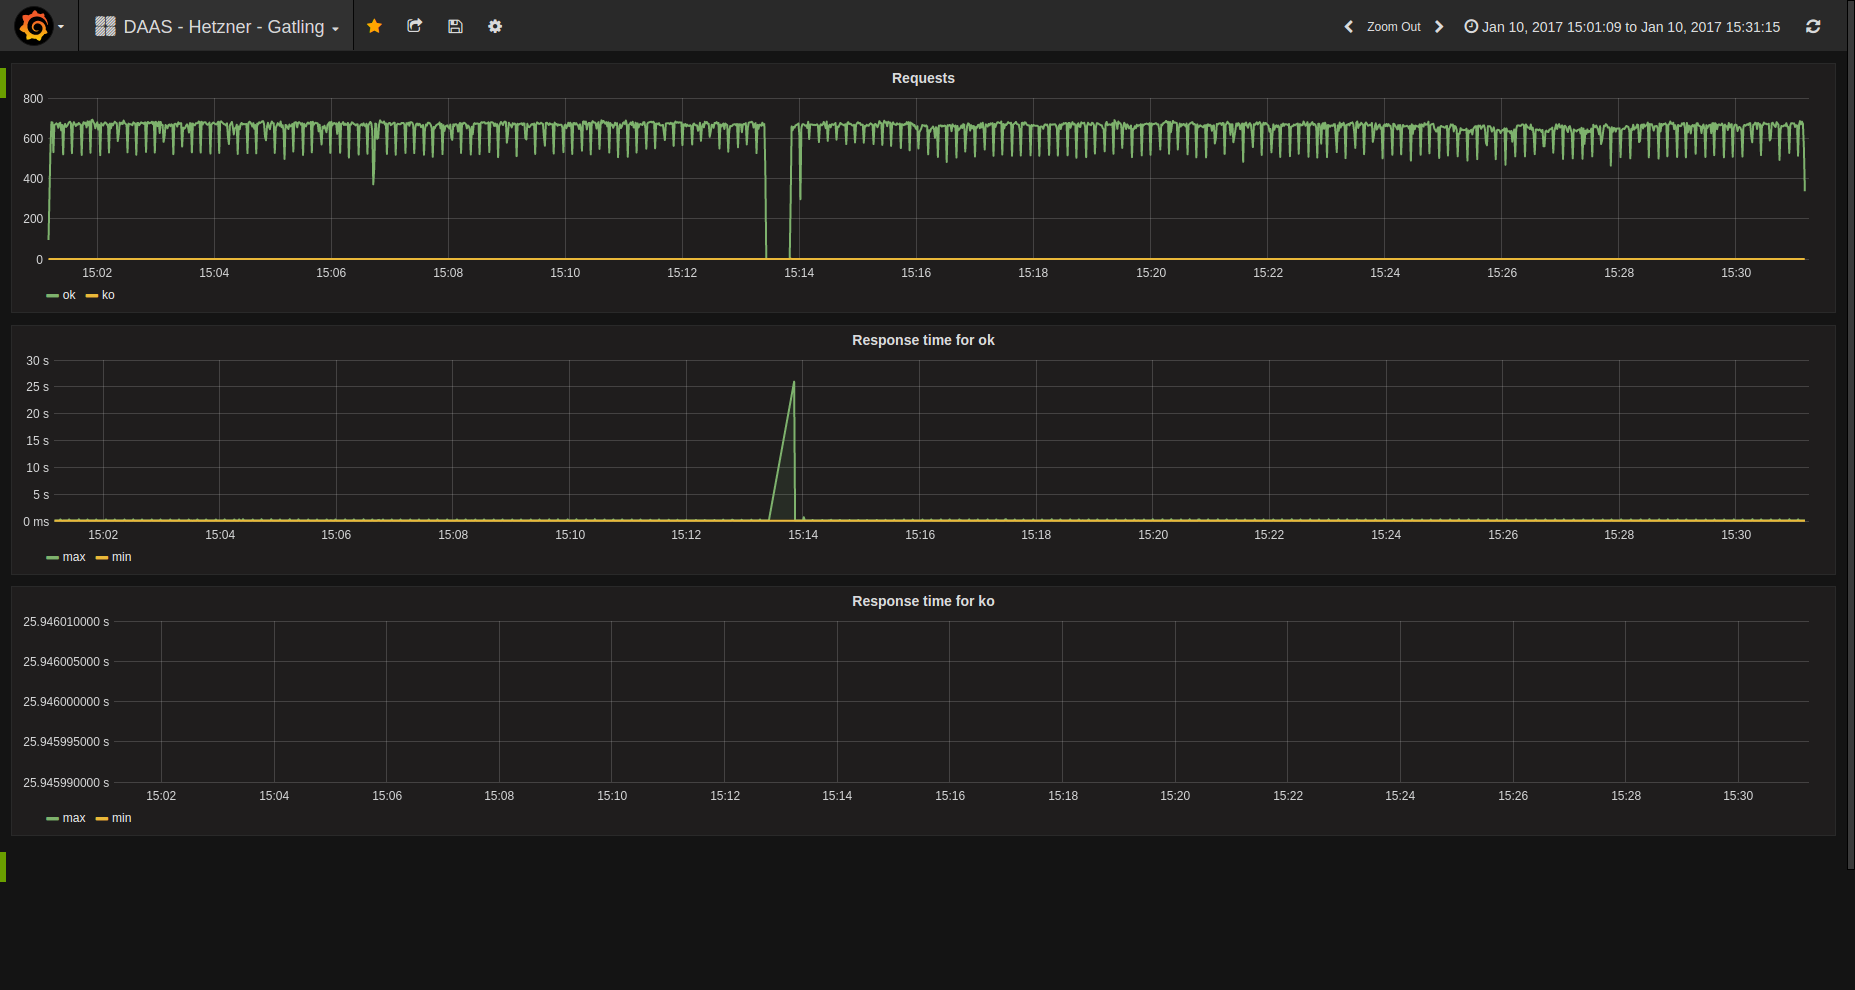 DAAS - Hetzner - Gatling
Zoom Out
Jan 10, 2017 15:01:09 to Jan 10, 2017 15:31:15
Requests
800
600
400
200
0
15:02 15:04 15:06 15:08 15:10 15:12 15:14 15:16 15:18 15:20 15:22 15:24 15:26 15:28 15:30
ok ko
Response time for ok
30 s
25 s
20 s
15 s
10 s
5 s
0 ms
15:02 15:04 15:06 15:08 15:10 15:12 15:14 15:16 15:18 15:20 15:22 15:24 15:26 15:28 15:30
max min
Response time for ko
25.946010000 s
25.946005000 s
25.946000000 s
25.945995000 s
25.945990000 s
15:02 15:04 15:06 15:08 15:10 15:12 15:14 15:16 15:18 15:20 15:22 15:24 15:26 15:28 15:30
max min